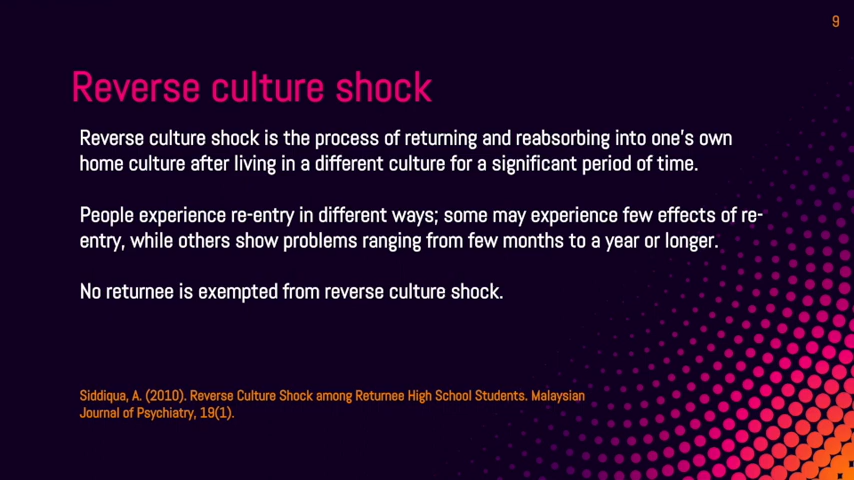 9
Reverse culture shock
Reverse culture shock is the process of returning and reabsorbing into one's own
home culture after living in a different culture for a significant period of time.
People experience re-entry in different ways; some may experience few effects of re-
entry, while others show problems ranging from few months to a year or longer.
No returnee is exempted from reverse culture shock.
Siddiqua, A. (2010). Reverse Culture Shock among Returnee High School Students. Malaysian
Journal of Psychiatry, 19(1).